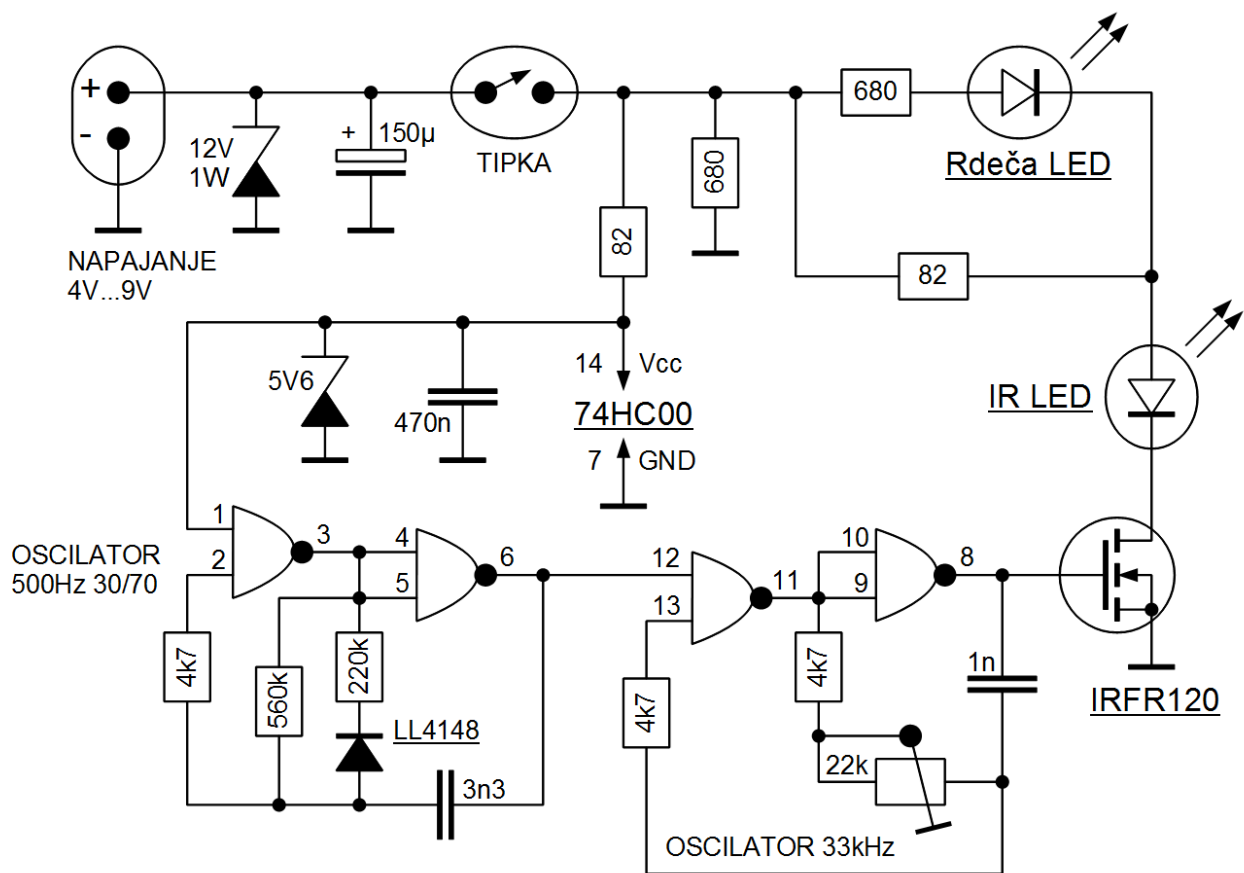 +
-
NAPAJANJE
4V...9V
12V
1W
+
150µ
TIPKA
680
680
Rdeča LED
82
82
IR LED
5V6
470n
14
Vcc
74HC00
7
GND
OSCILATOR
500Hz 30/70
1
2
3
4
5
6
4k7
560k
220k
LL4148
3n3
12
13
11
10
9
8
4k7
4k7
22k
1n
OSCILATOR 33kHz
IRFR120